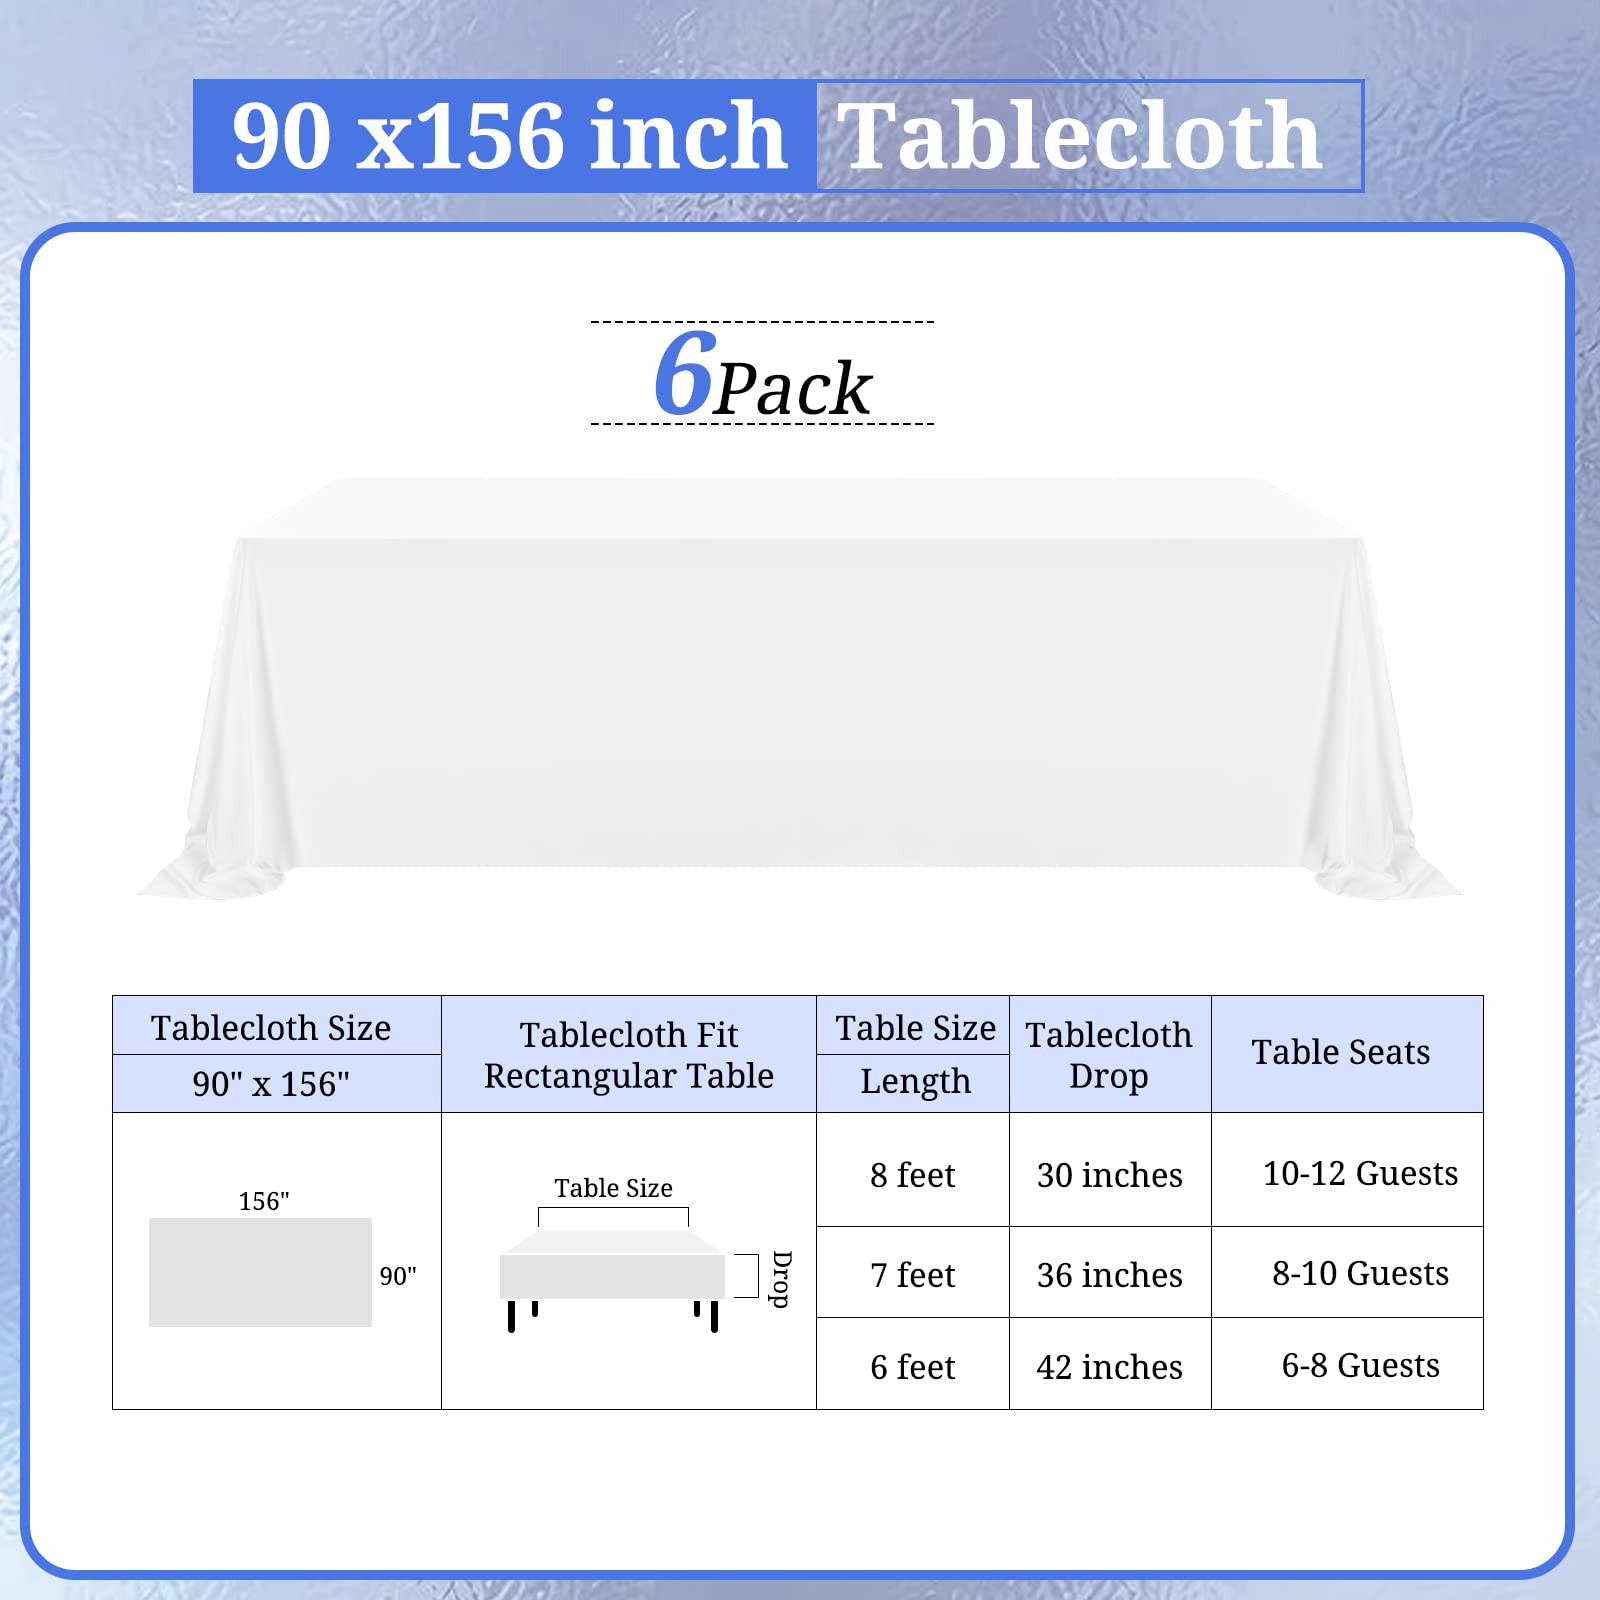 90 x156 inch Tablecloth
6Pack
Tablecloth Size
90" x 156"
Tablecloth Fit
Rectangular Table
Table Size
Length
Tablecloth
Drop
Table Seats
156"
90"
Table Size
Drop
8 feet 30 inches 10-12 Guests
7 feet 36 inches 8-10 Guests
6 feet 42 inches 6-8 Guests